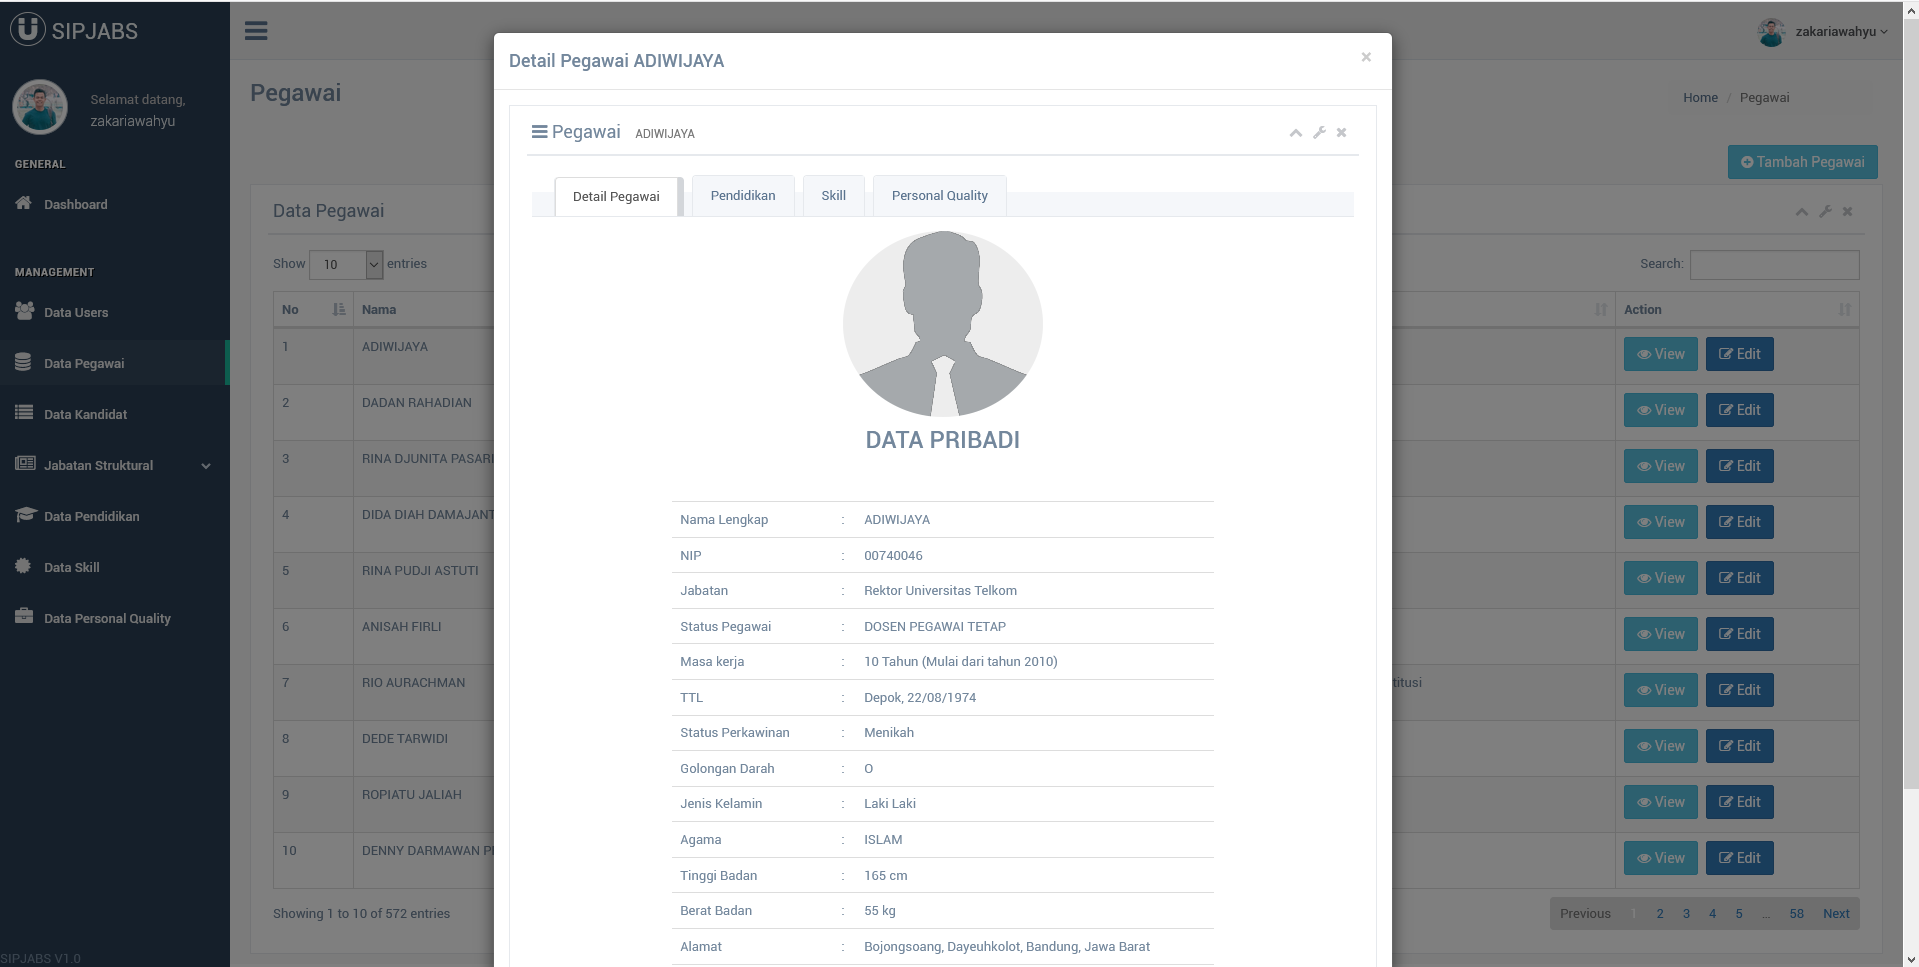 SIPJABS
zakariawahyu
Selamat datang,
zakariawahyu
GENERAL
Dashboard
MANAGEMENT
Data Users
Data Pegawai
Data Kandidat
Jabatan Struktural
Data Pendidikan
Data Skill
Data Personal Quality
SIPJABS V1.0
Pegawai
Home / Pegawai
Tambah Pegawai
Data Pegawai
Show 10 entries
Search:
No Nama Action
1 ADIWIJAYA View Edit
2 DADAN RAHADIAN View Edit
3 RINA DJUNITA View Edit
4 DIDA DIAH View Edit
5 RINA PUDJI ASTUTI View Edit
6 ANISAH FIRLI View Edit
7 RIO AURACHMAN View Edit
8 DEDE TARWIDI View Edit
9 ROPIATU JALIAH View Edit
10 DENNY DARMAWAN View Edit
Showing 1 to 10 of 572 entries
Previous 1 2 3 4 5 … 58 Next
Detail Pegawai ADIWIJAYA ×
Pegawai ADIWIJAYA
Detail Pegawai Pendidikan Skill Personal Quality
DATA PRIBADI
Nama Lengkap : ADIWIJAYA
NIP : 00740046
Jabatan : Rektor Universitas Telkom
Status Pegawai : DOSEN PEGAWAI TETAP
Masa kerja : 10 Tahun (Mulai dari tahun 2010)
TTL : Depok, 22/08/1974
Status Perkawinan : Menikah
Golongan Darah : O
Jenis Kelamin : Laki Laki
Agama : ISLAM
Tinggi Badan : 165 cm
Berat Badan : 55 kg
Alamat : Bojongsoang, Dayeuhkolot, Bandung, Jawa Barat